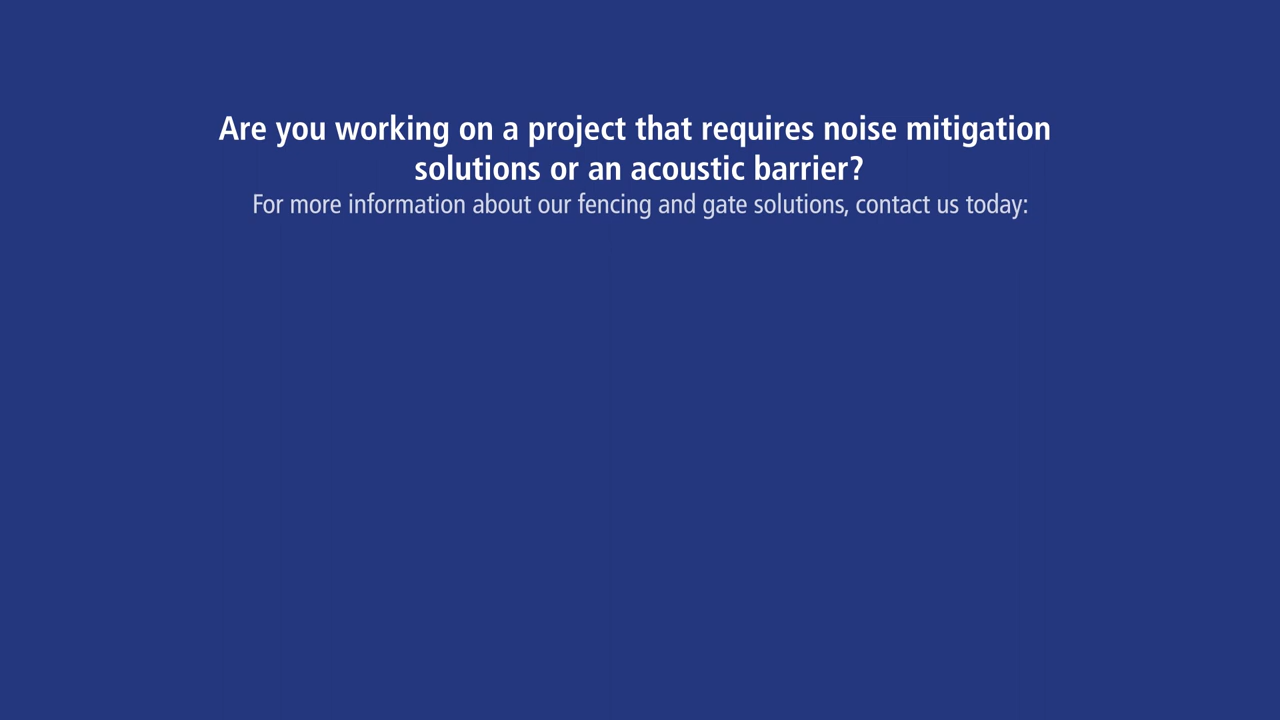 Are you working on a project that requires noise mitigation
solutions or an acoustic barrier?
For more information about our fencing and gate solutions, contact us today: